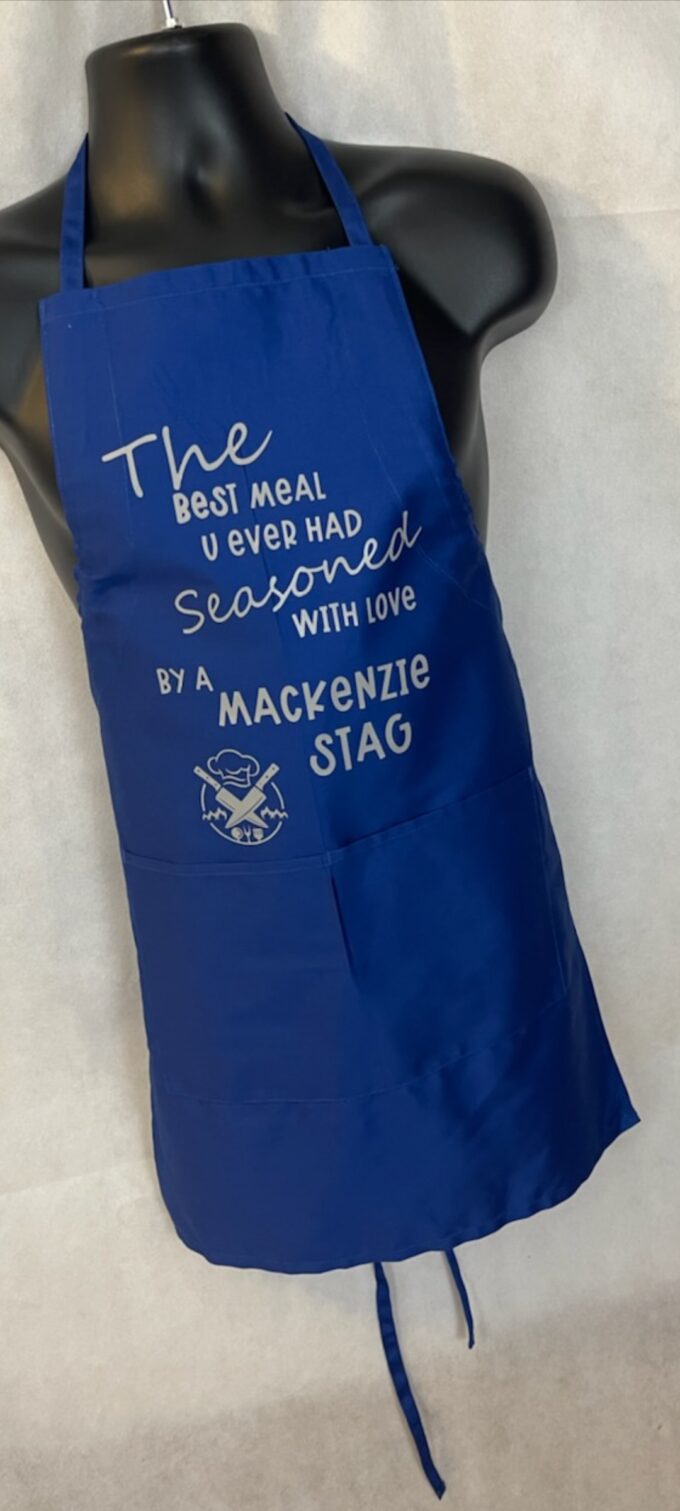 The
BEST MEAL
U EVER HAD
Seasoned
WITH LOVE
BY A MACKENZIE
STAG